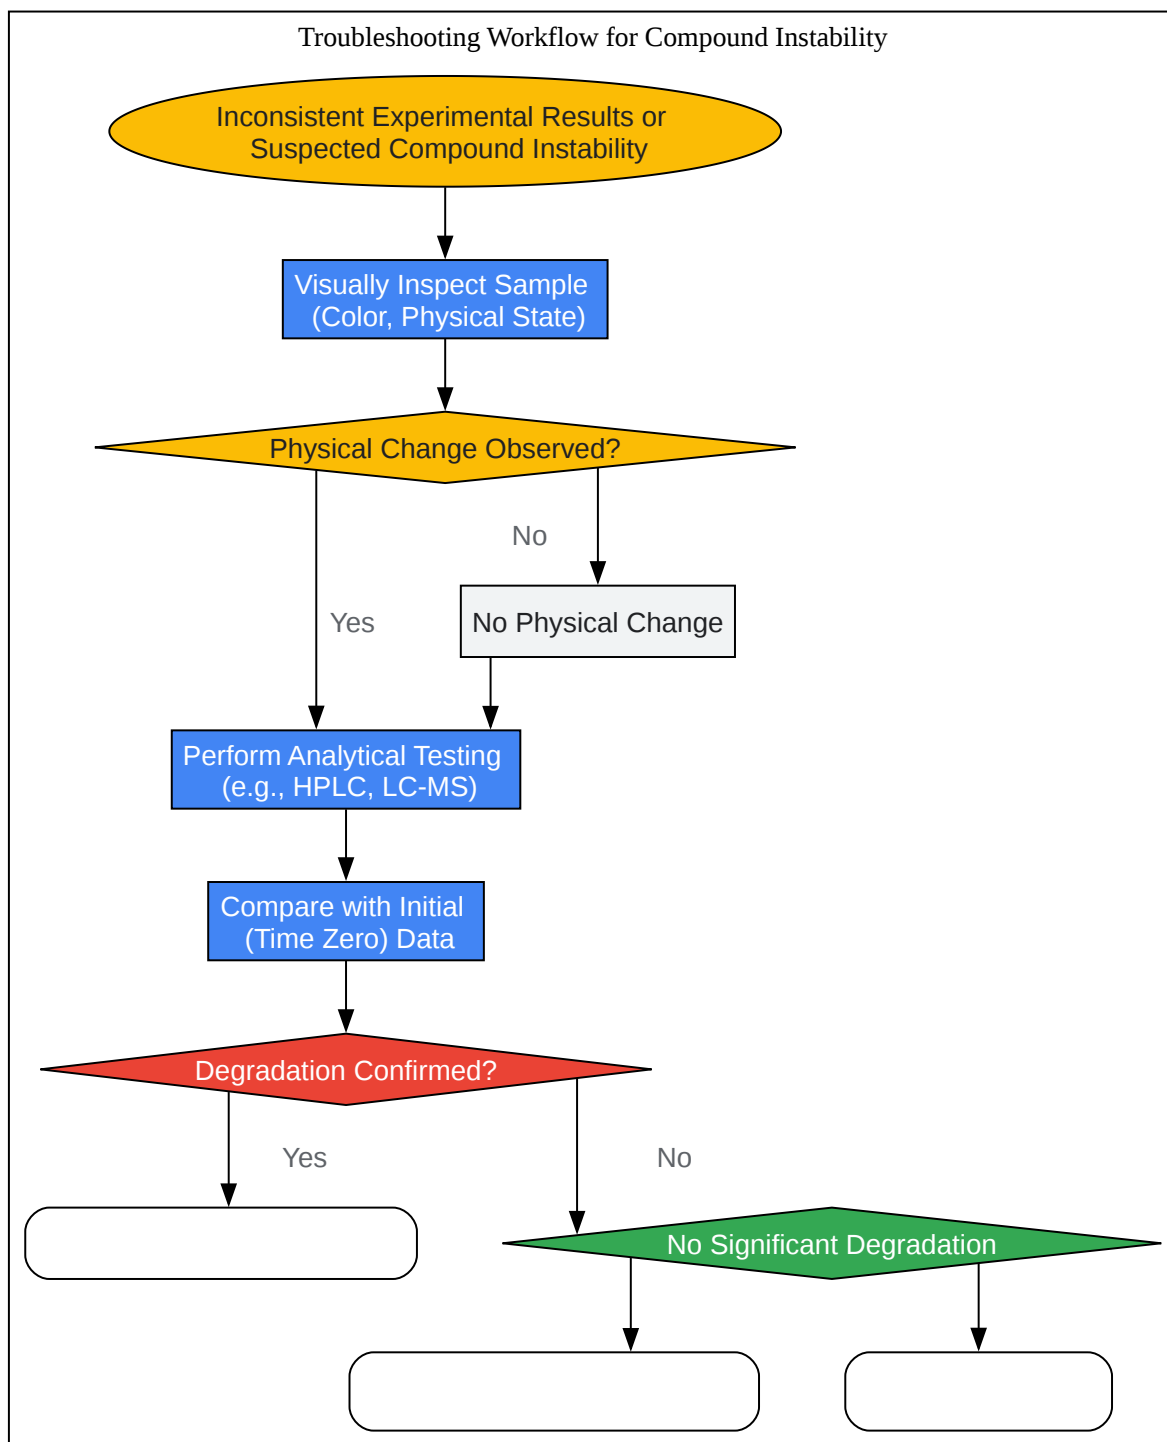 Troubleshooting Workflow for Compound Instability
Inconsistent Experimental Results or
Suspected Compound Instability
Visually Inspect Sample
(Color, Physical State)
Physical Change Observed?
No
Yes
No Physical Change
Perform Analytical Testing
(e.g., HPLC, LC-MS)
Compare with Initial
(Time Zero) Data
Degradation Confirmed?
Yes
No
No Significant Degradation